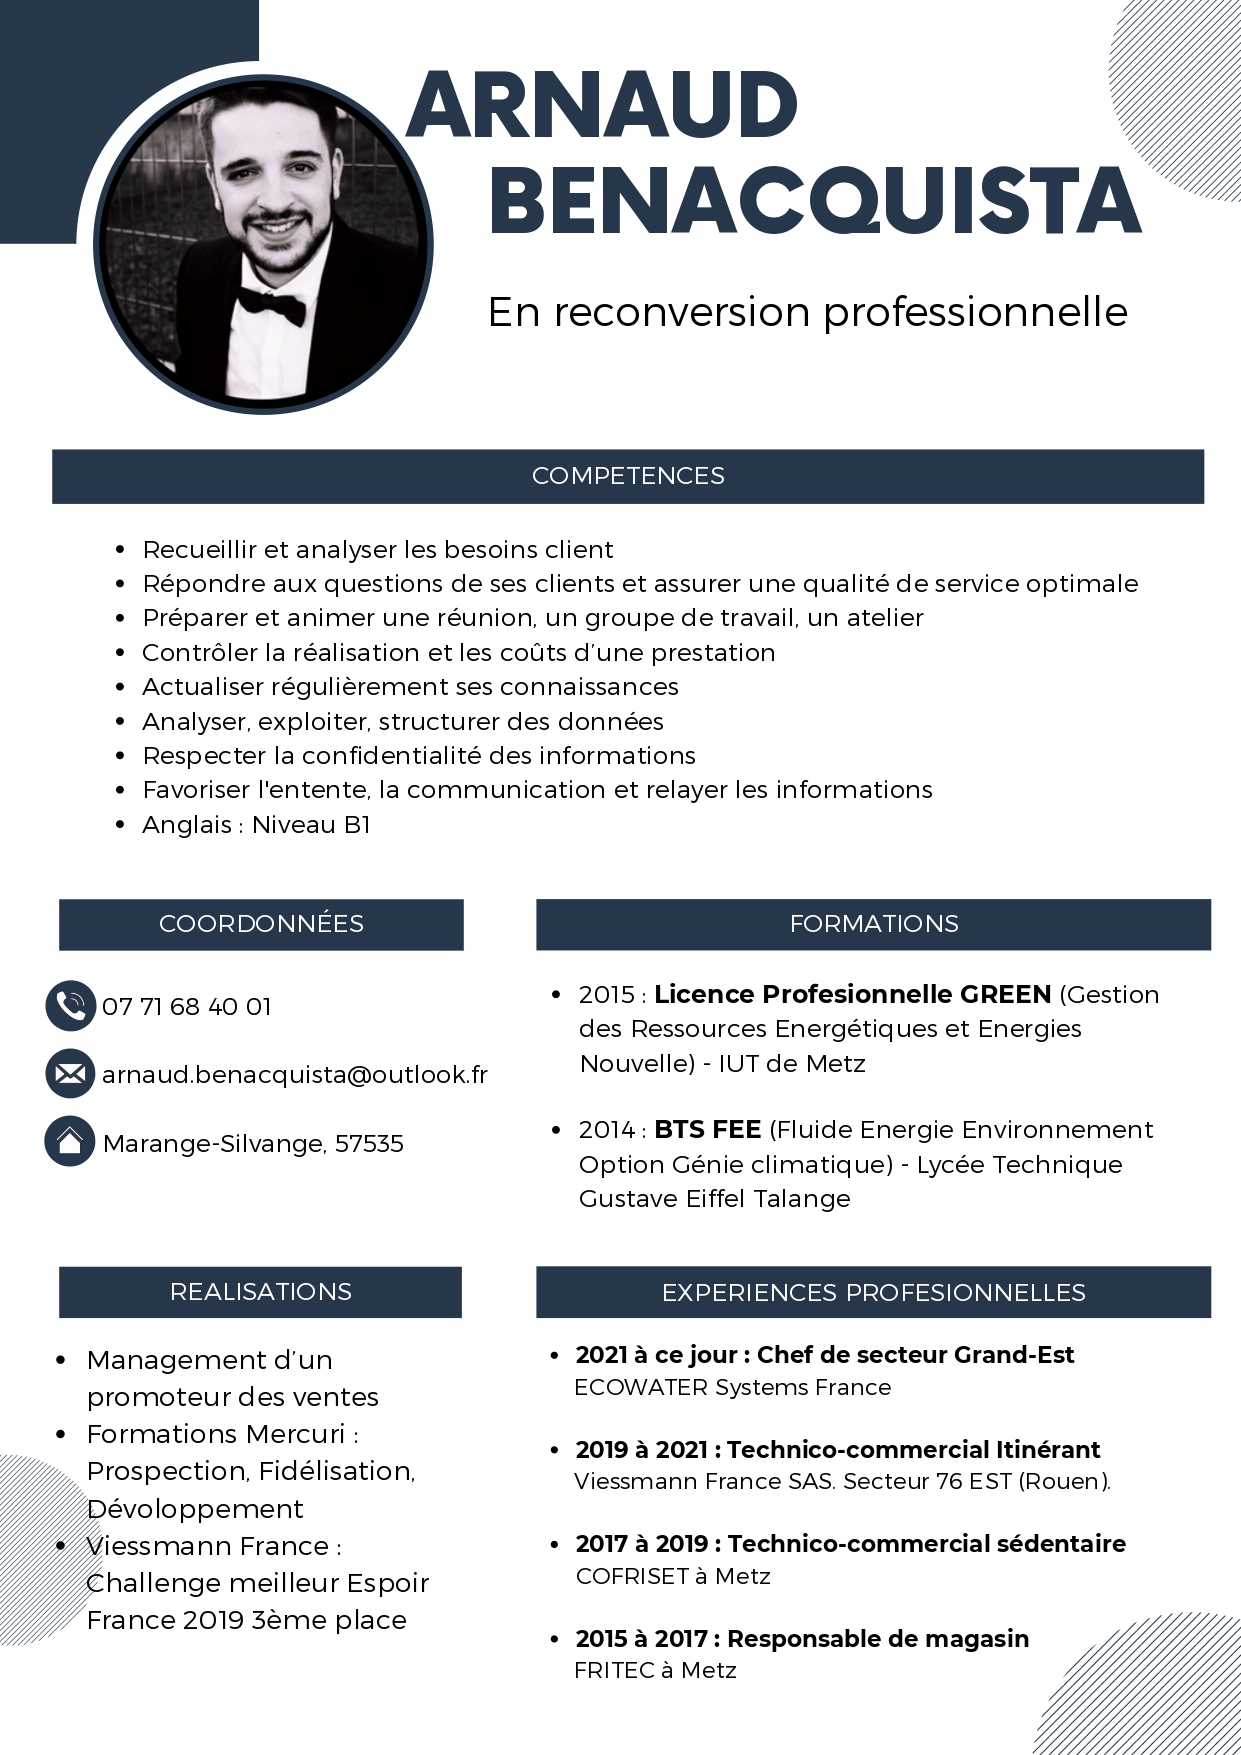 ARNAUD
BENACQUISTA
En reconversion professionnelle
COMPETENCES
• Recueillir et analyser les besoins client
• Répondre aux questions de ses clients et assurer une qualité de service optimale
• Préparer et animer une réunion, un groupe de travail, un atelier
• Contrôler la réalisation et les coûts d’une prestation
• Actualiser régulièrement ses connaissances
• Analyser, exploiter, structurer des données
• Respecter la confidentialité des informations
• Favoriser l'entente, la communication et relayer les informations
• Anglais : Niveau B1
COORDONNÉES
07 71 68 40 01
arnaud.benacquista@outlook.fr
Marange-Silvange, 57535
FORMATIONS
• 2015 : Licence Profesionnelle GREEN (Gestion
des Ressources Energétiques et Energies
Nouvelle) - IUT de Metz
• 2014 : BTS FEE (Fluide Energie Environnement
Option Génie climatique) - Lycée Technique
Gustave Eiffel Talange
REALISATIONS
• Management d’un
promoteur des ventes
• Formations Mercuri :
Prospection, Fidélisation,
Dévoloppement
• Viessmann France :
Challenge meilleur Espoir
France 2019 3ème place
EXPERIENCES PROFESIONNELLES
• 2021 à ce jour : Chef de secteur Grand-Est
ECOWATER Systems France
• 2019 à 2021 : Technico-commercial Itinérant
Viessmann France SAS. Secteur 76 EST (Rouen).
• 2017 à 2019 : Technico-commercial sédentaire
COFRISET à Metz
• 2015 à 2017 : Responsable de magasin
FRITEC à Metz